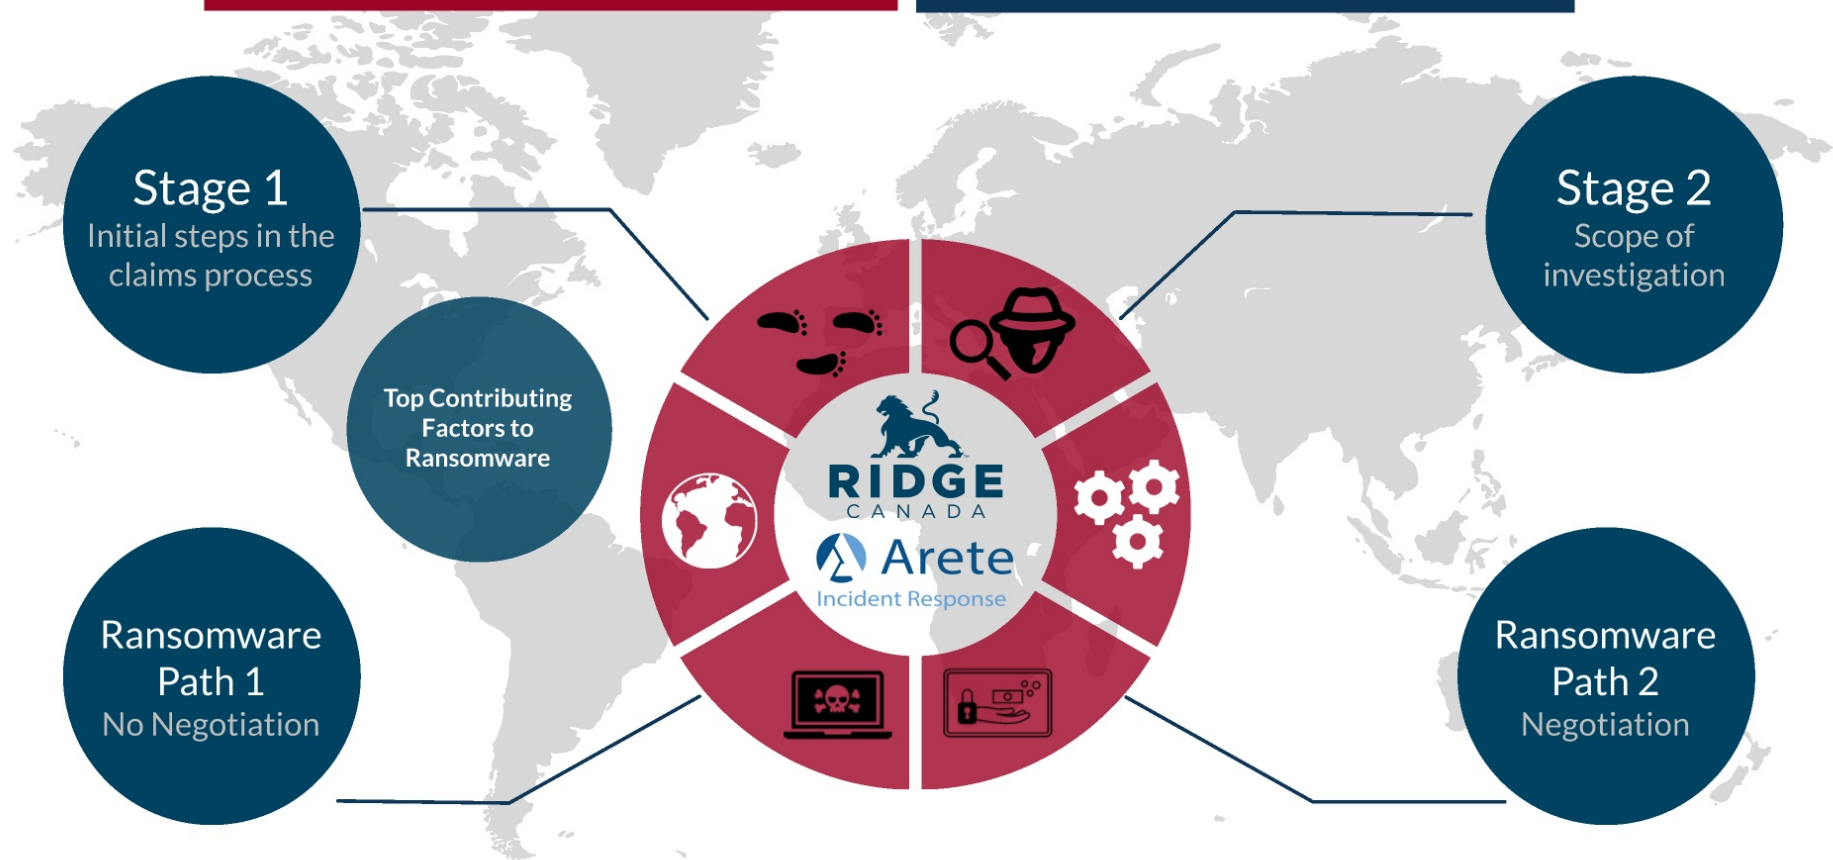 Stage 1
Initial steps in the
claims process
Stage 2
Scope of
investigation
Top Contributing
Factors to
Ransomware
RIDGE
CANADA
Arete
Incident Response
Ransomware
Path 1
No Negotiation
Ransomware
Path 2
Negotiation